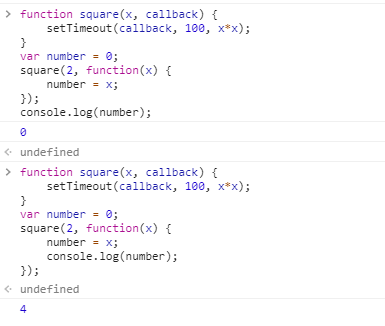 > function square(x, callback) {
    setTimeout(callback, 100, x*x);
}
var number = 0;
square(2, function(x) {
    number = x;
});
console.log(number);
0
<· undefined
> function square(x, callback) {
    setTimeout(callback, 100, x*x);
}
var number = 0;
square(2, function(x) {
    number = x;
    console.log(number);
});
<· undefined
4